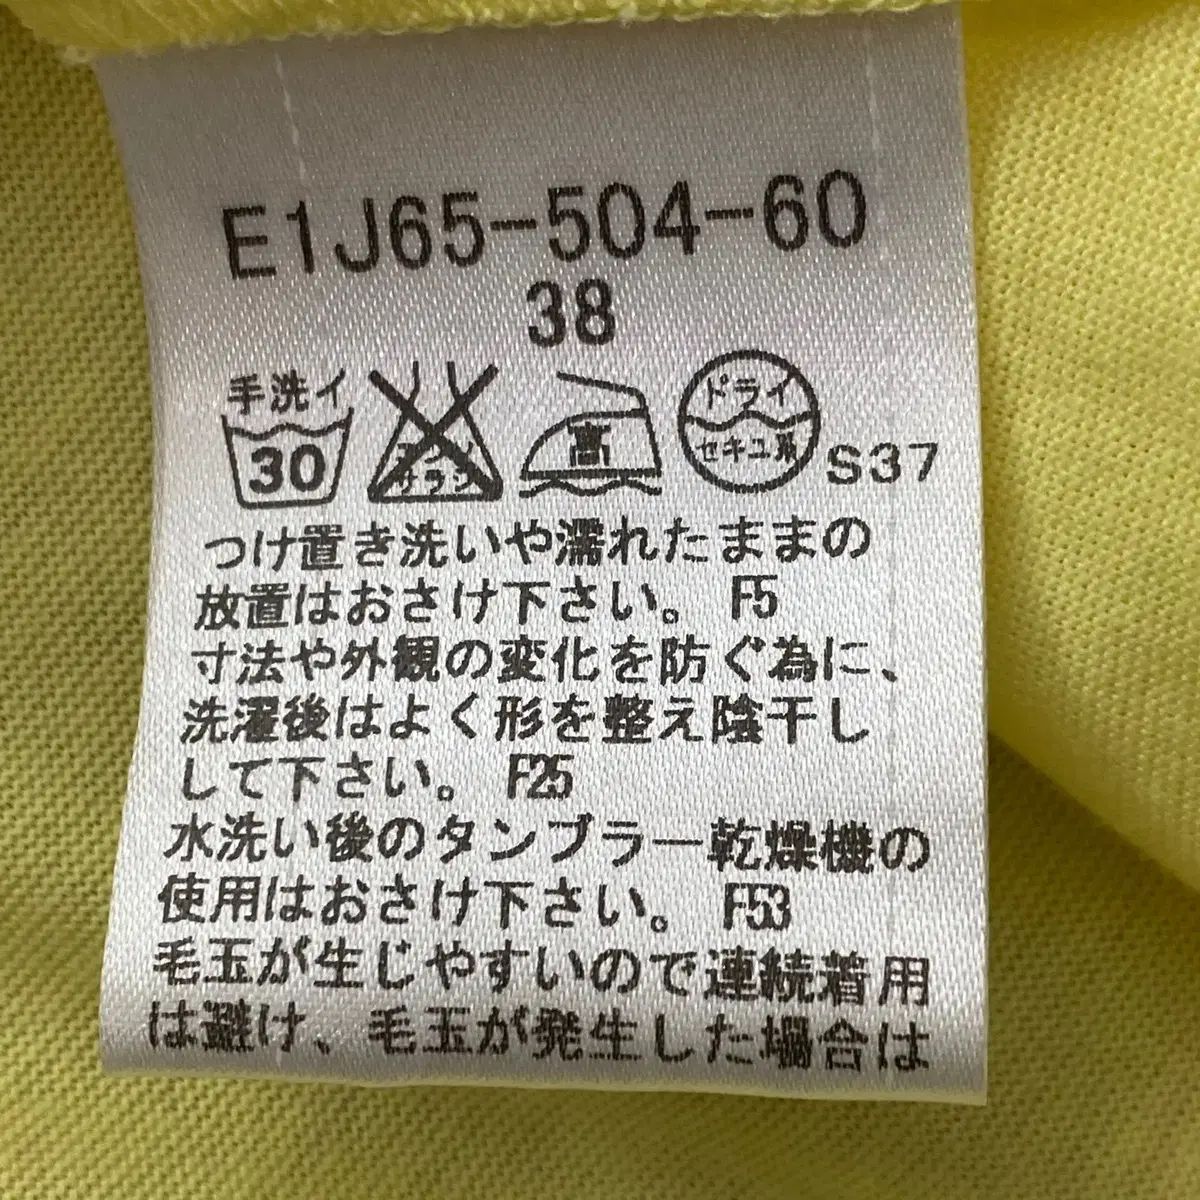 E1J65-504-60
38
手洗イ
30
エンソ
サラシ
高
ドライ
セキユ系
S37
つけ置き洗いや濡れたままの
放置はおさけ下さい。 F5
寸法や外観の変化を防ぐ為に、
洗濯後はよく形を整え陰干し
して下さい。 F25
水洗い後のタンブラー乾燥機の
使用はおさけ下さい。 F53
毛玉が生じやすいので連続着用
は避け、毛玉が発生した場合は